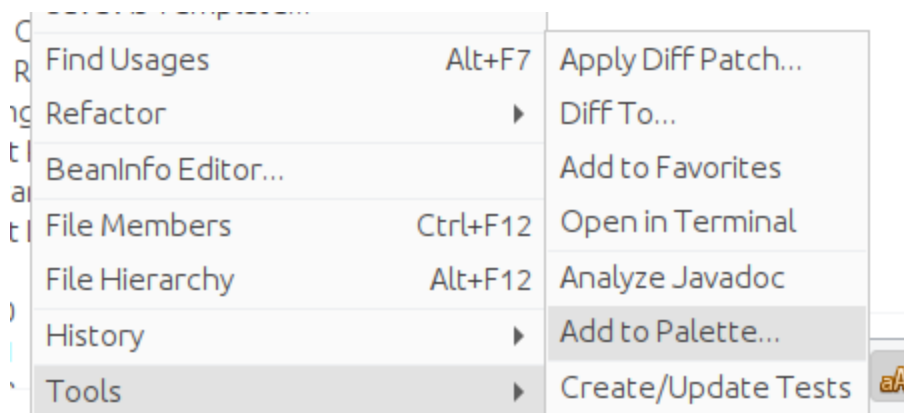 Find Usages Alt+F7
Refactor
BeanInfo Editor...
File Members Ctrl+F12
File Hierarchy Alt+F12
History
Tools
Apply Diff Patch...
Diff To...
Add to Favorites
Open in Terminal
Analyze Javadoc
Add to Palette...
Create/Update Tests